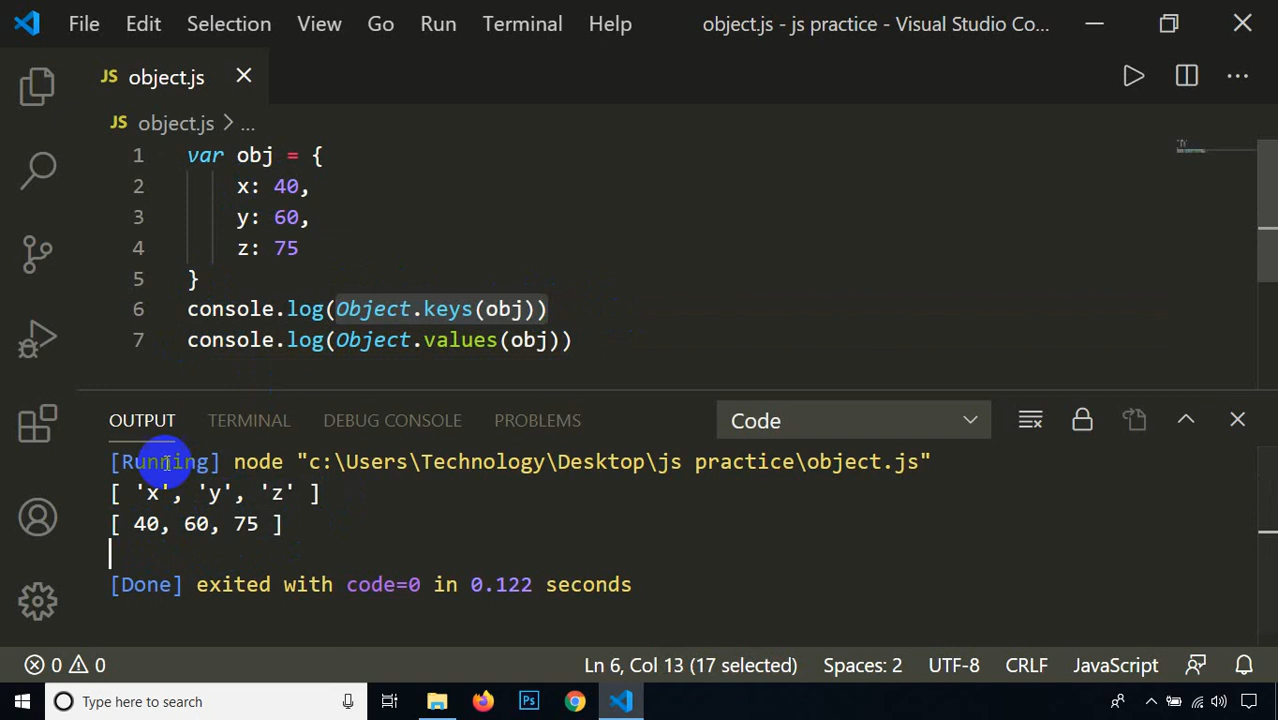 File Edit Selection View Go Run Terminal Help object.js - js practice - Visual Studio Co...
JS object.js
JS object.js > ...
1 var obj = {
2 x: 40,
3 y: 60,
4 z: 75
5 }
6 console.log(Object.keys(obj))
7 console.log(Object.values(obj))
OUTPUT TERMINAL DEBUG CONSOLE PROBLEMS Code
[Running] node "c:\Users\Technology\Desktop\js practice\object.js"
[ 'x', 'y', 'z' ]
[ 40, 60, 75 ]
[Done] exited with code=0 in 0.122 seconds
0 0 Ln 6, Col 13 (17 selected) Spaces: 2 UTF-8 CRLF JavaScript
Type here to search Ps